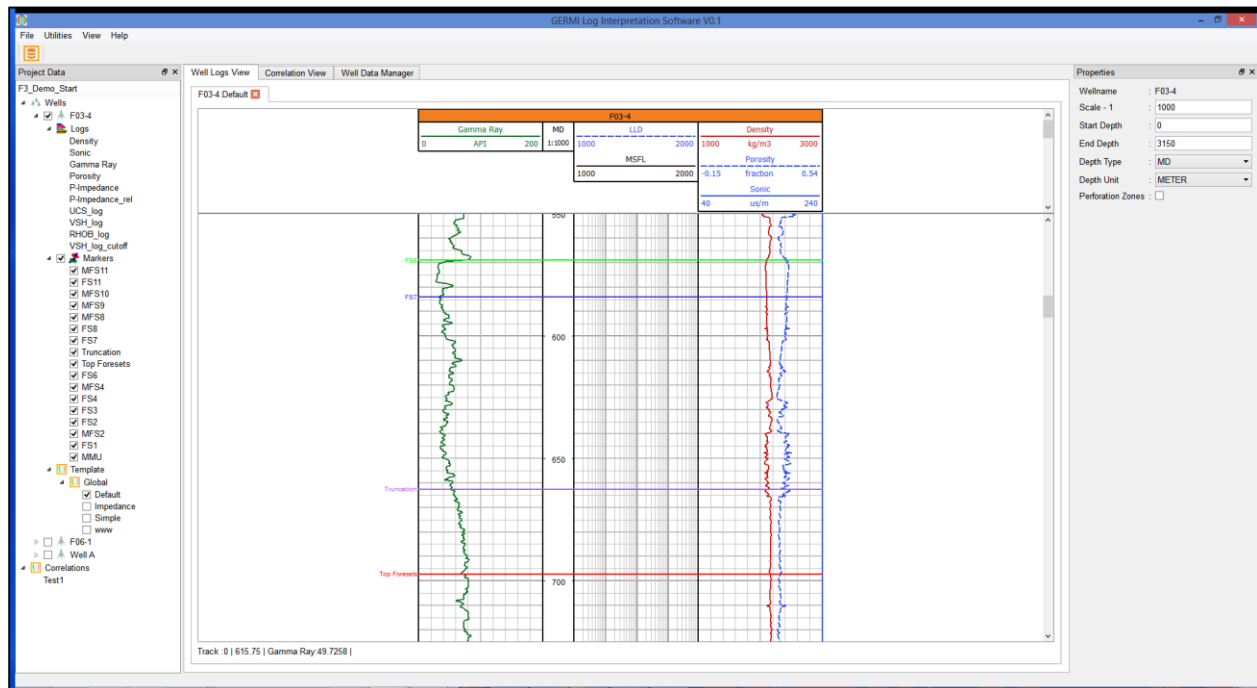 GERMI Log Interpretation Software V0.1
File Utilities View Help
Project Data
F3_Demo_Start
Wells
F03-4
Logs
Density
Sonic
Gamma Ray
Porosity
P-Impedance
P-Impedance_rel
UCS_log
VSH_log
RHOB_log
VSH_log_cutoff
Markers
MFS11
FS11
MFS10
MFS9
MFS8
FS8
FS7
Truncation
Top Foresets
FS6
MFS4
FS4
FS3
FS2
MFS2
FS1
MMU
Template
Global
Default
Impedance
Simple
www
F06-1
Well A
Correlations
Test1
Well Logs View Correlation View Well Data Manager
F03-4:Default
F03-4
Gamma Ray MD LLD Density
0 API 200 1:1000 1000 2000 1000 kg/m3 3000
MSFL Porosity
1000 2000 -0.15 fraction 0.54
Sonic
40 us/m 240
550
FS8
FS7
600
650
Truncation
Top Foresets
700
Track :0 | 615.75 | Gamma Ray:49.7258 |
Properties
Wellname : F03-4
Scale - 1 : 1000
Start Depth : 0
End Depth : 3150
Depth Type : MD
Depth Unit : METER
Perforation Zones :